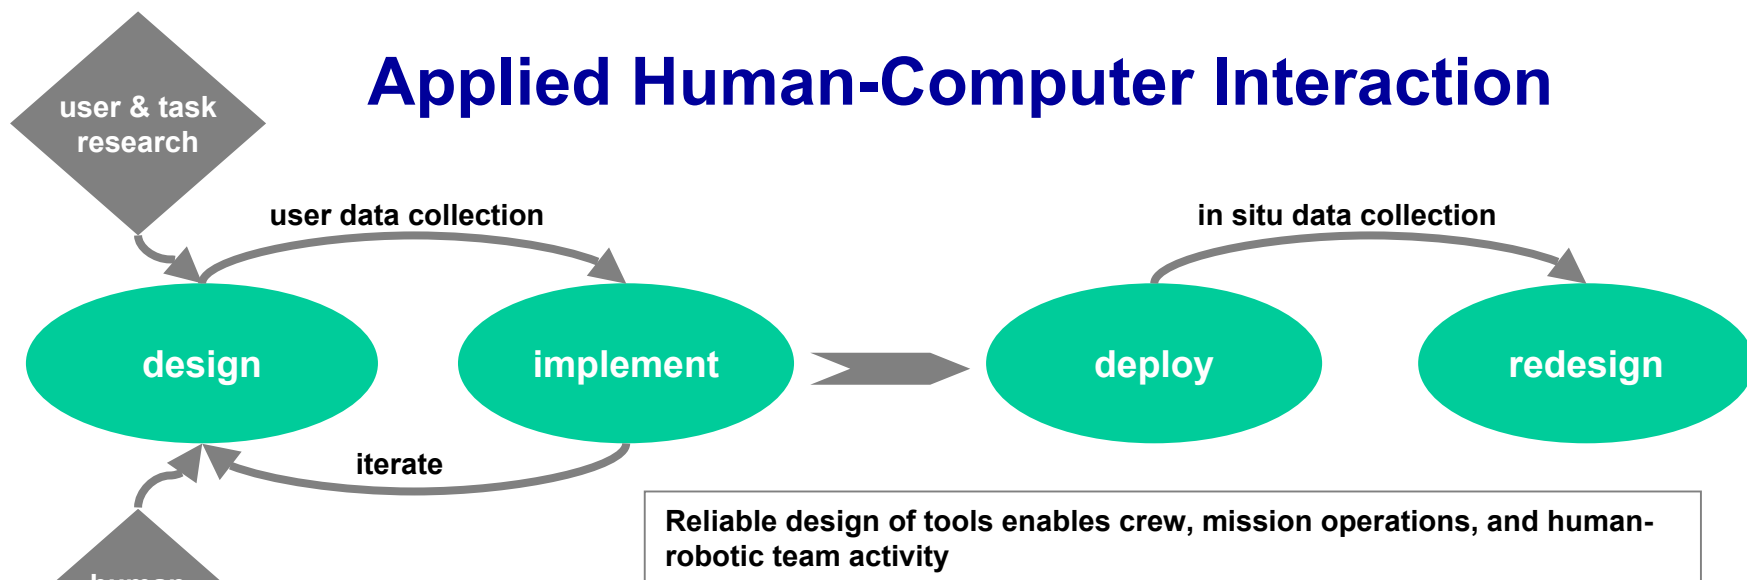 Applied Human-Computer Interaction
user & task
research
user data collection
in situ data collection
design
implement
deploy
redesign
iterate
Reliable design of tools enables crew, mission operations, and human-
robotic team activity
human